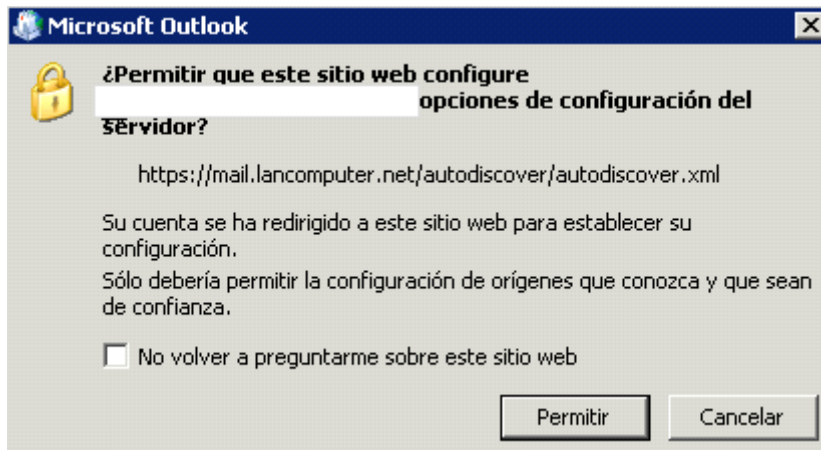 Microsoft Outlook
¿Permitir que este sitio web configure
opciones de configuración del
servidor?
https://mail.lancomputer.net/autodiscover/autodiscover.xml
Su cuenta se ha redirigido a este sitio web para establecer su
configuración.
Sólo debería permitir la configuración de orígenes que conozca y que sean
de confianza.
No volver a preguntarme sobre este sitio web
Permitir
Cancelar